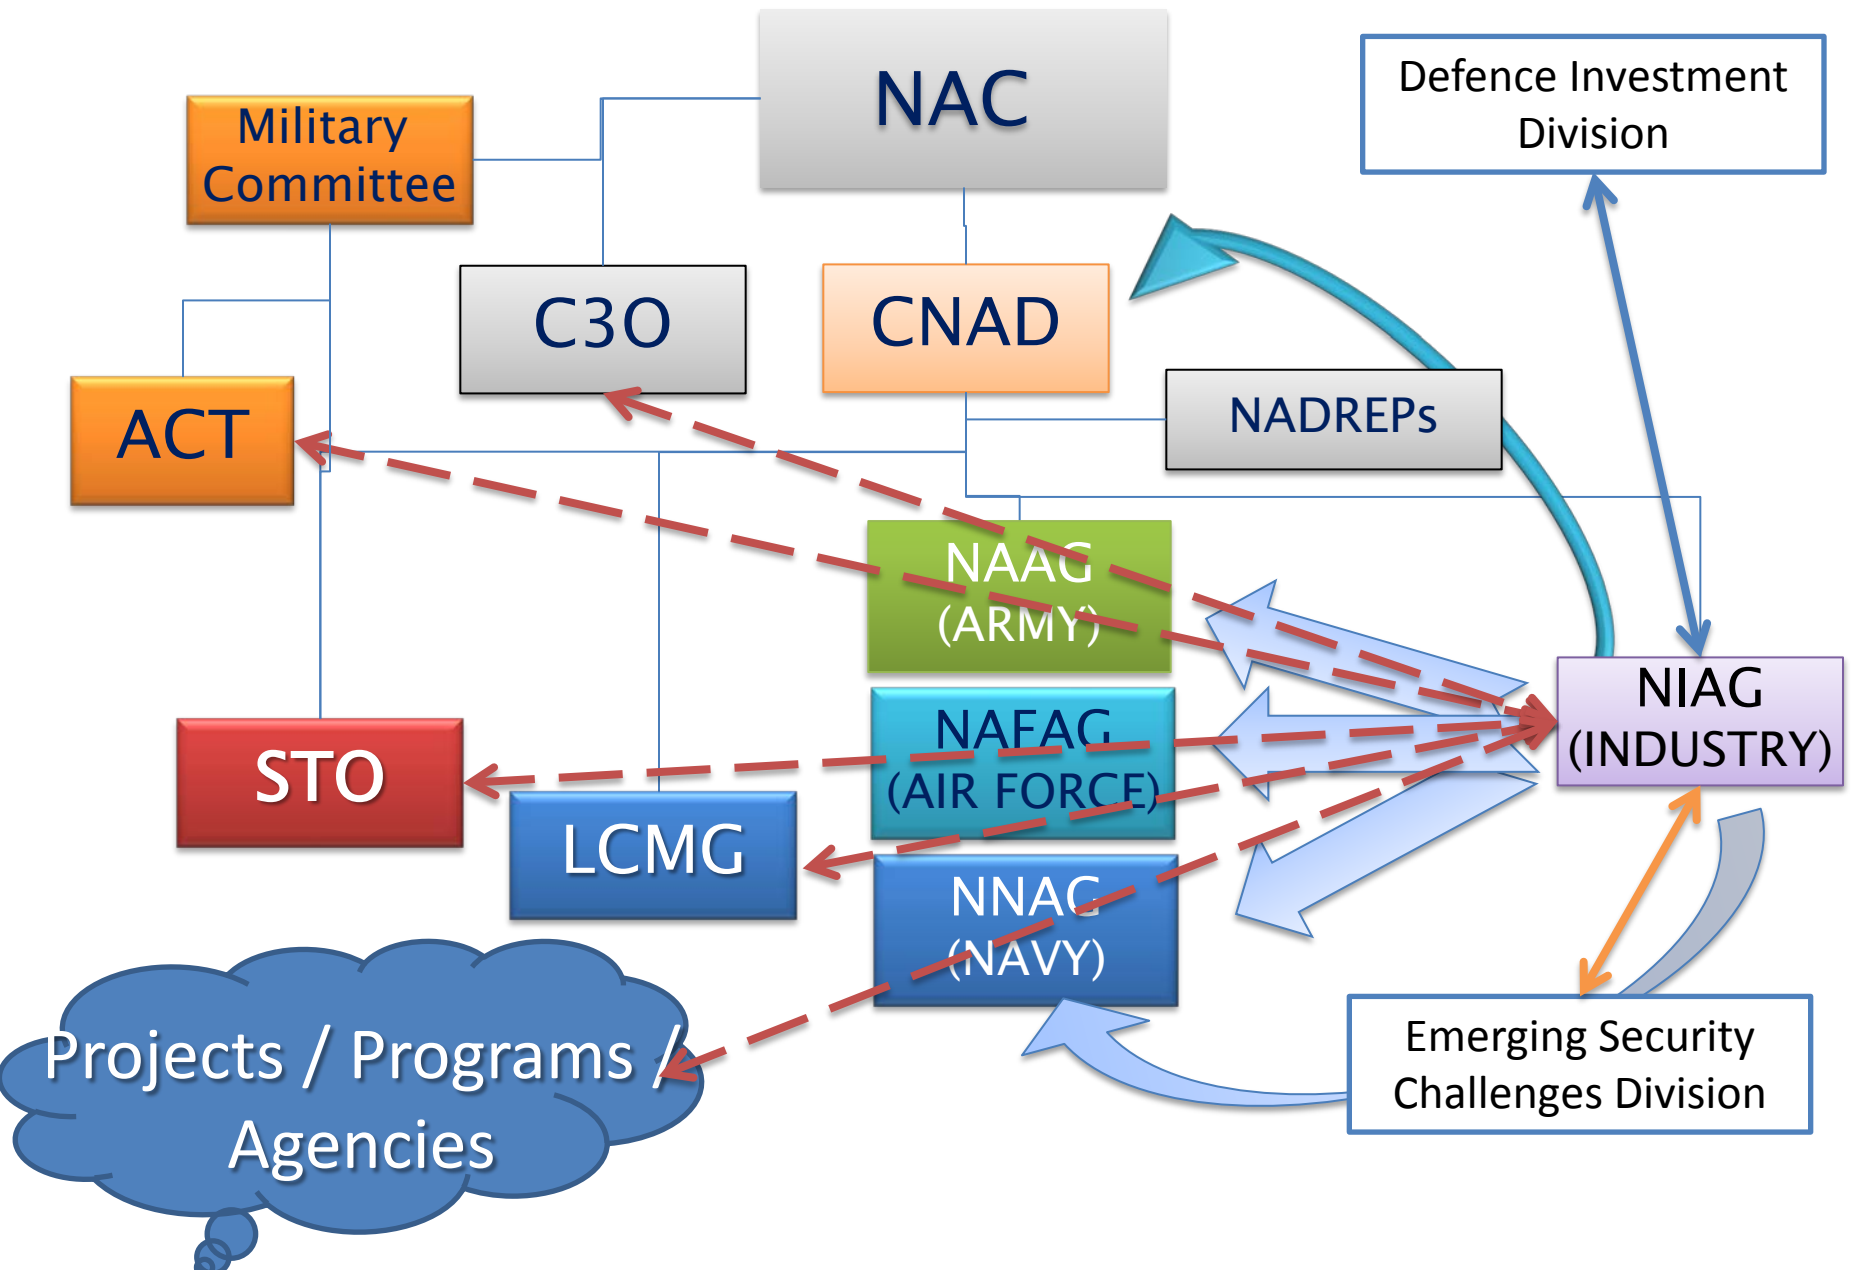 NAC
Defence Investment
Division
Military
Committee
C3O
CNAD
ACT
NADREPs
NAAG
(ARMY)
NIAG
(INDUSTRY)
STO
NAFAG
(AIR FORCE)
LCMG
NNAG
(NAVY)
Projects / Programs /
Agencies
Emerging Security
Challenges Division